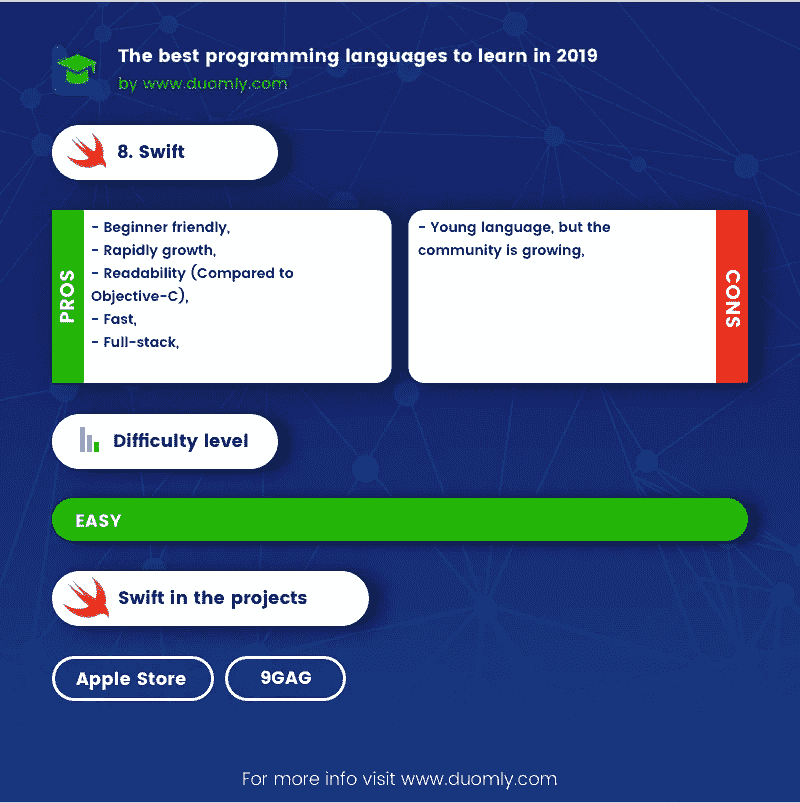 The best programming languages to learn in 2019
by www.duomly.com
8. Swift
PROS
- Beginner friendly,
- Rapidly growth,
- Readability (Compared to
Objective-C),
- Fast,
- Full-stack,
- Young language, but the
community is growing,
CONS
Difficulty level
EASY
Swift in the projects
Apple Store
9GAG
For more info visit www.duomly.com